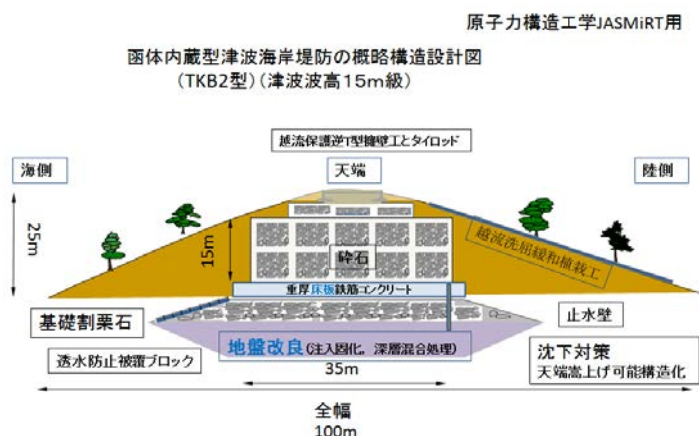 原子力構造工学JASMiRT用
函体内蔵型津波海岸堤防の概略構造設計図
(TKB2型)(津波波高15m級)
越流保護逆T型擁壁工とタイロッド
海側
天端
陸側
25m
15m
砕石
越流洗屈緩和植栽工
重厚床板鉄筋コンクリート
基礎割栗石
止水壁
地盤改良(注入固化, 深層混合処理)
透水防止被覆ブロック
35m
沈下対策
天端嵩上げ可能構造化
全幅
100m